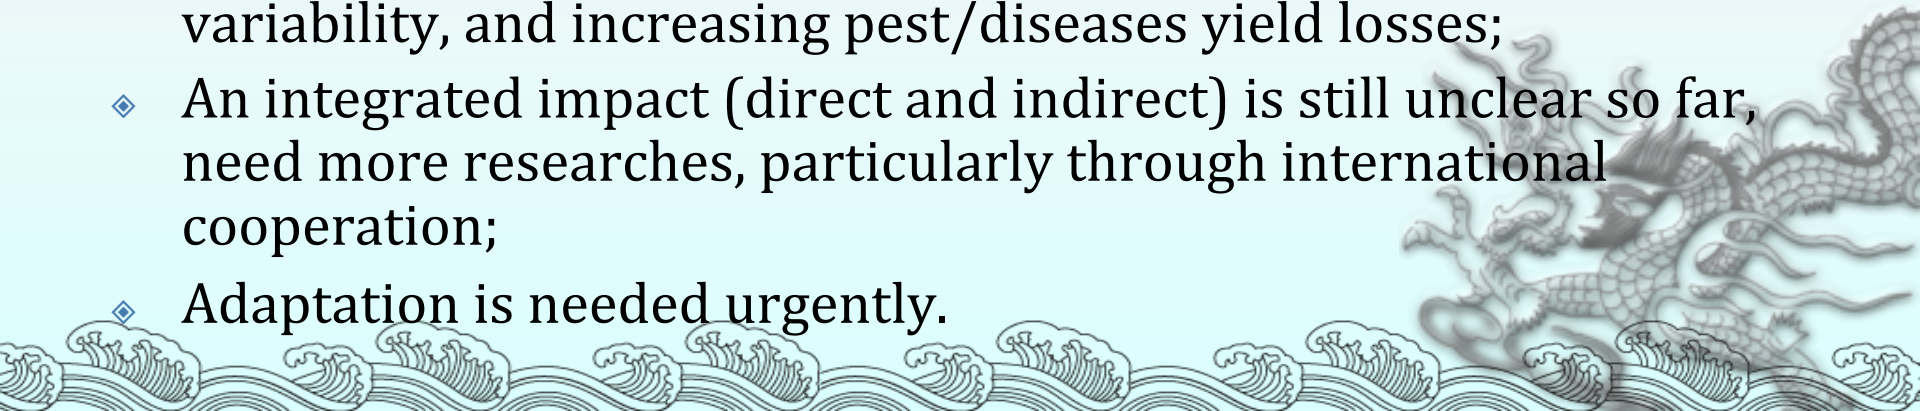 variability, and increasing pest/diseases yield losses;
An integrated impact (direct and indirect) is still unclear so far,
need more researches, particularly through international
cooperation;
Adaptation is needed urgently.